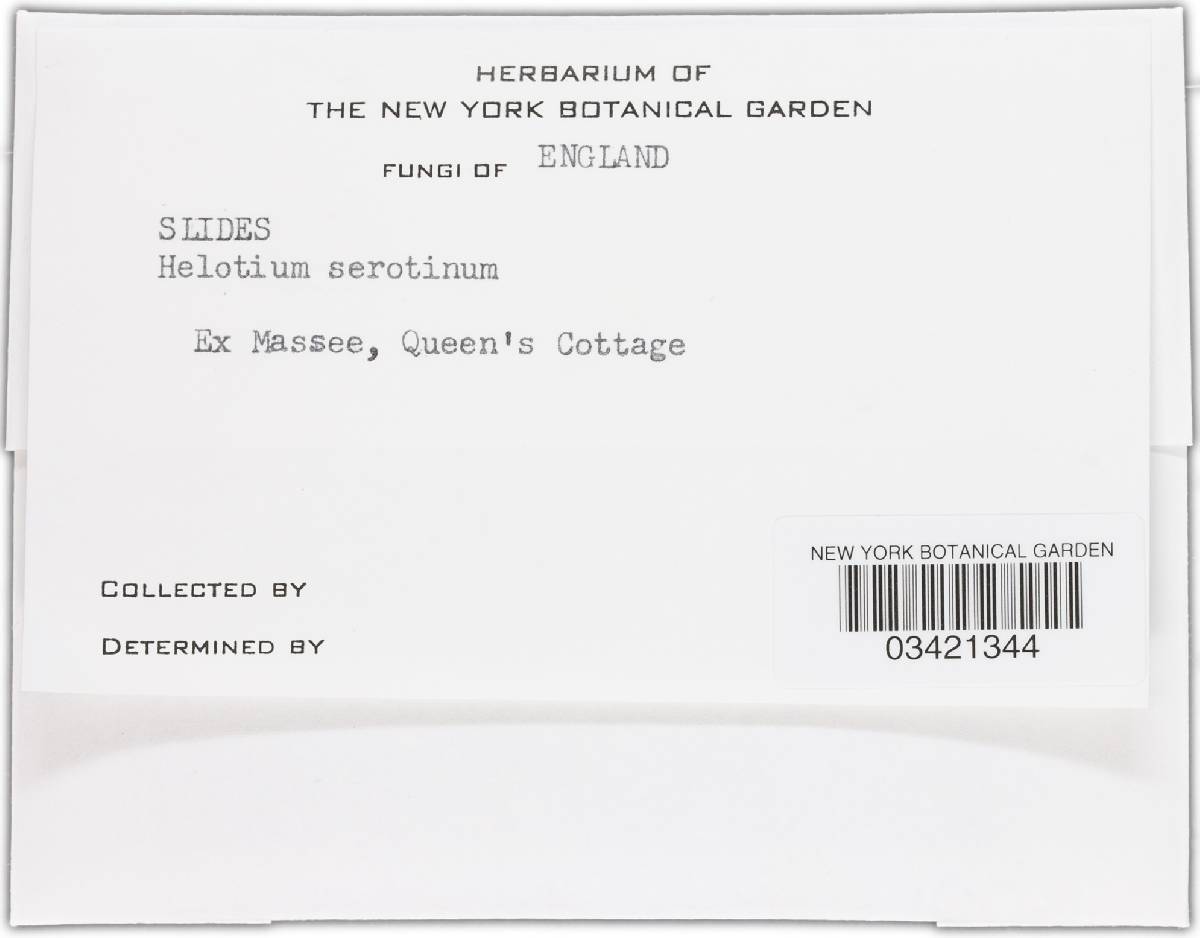 HERBARIUM OF
THE NEW YORK BOTANICAL GARDEN
FUNGI OF ENGLAND
SLIDES
Helotium serotinum
Ex Massee, Queen's Cottage
COLLECTED BY
DETERMINED BY
NEW YORK BOTANICAL GARDEN
03421344